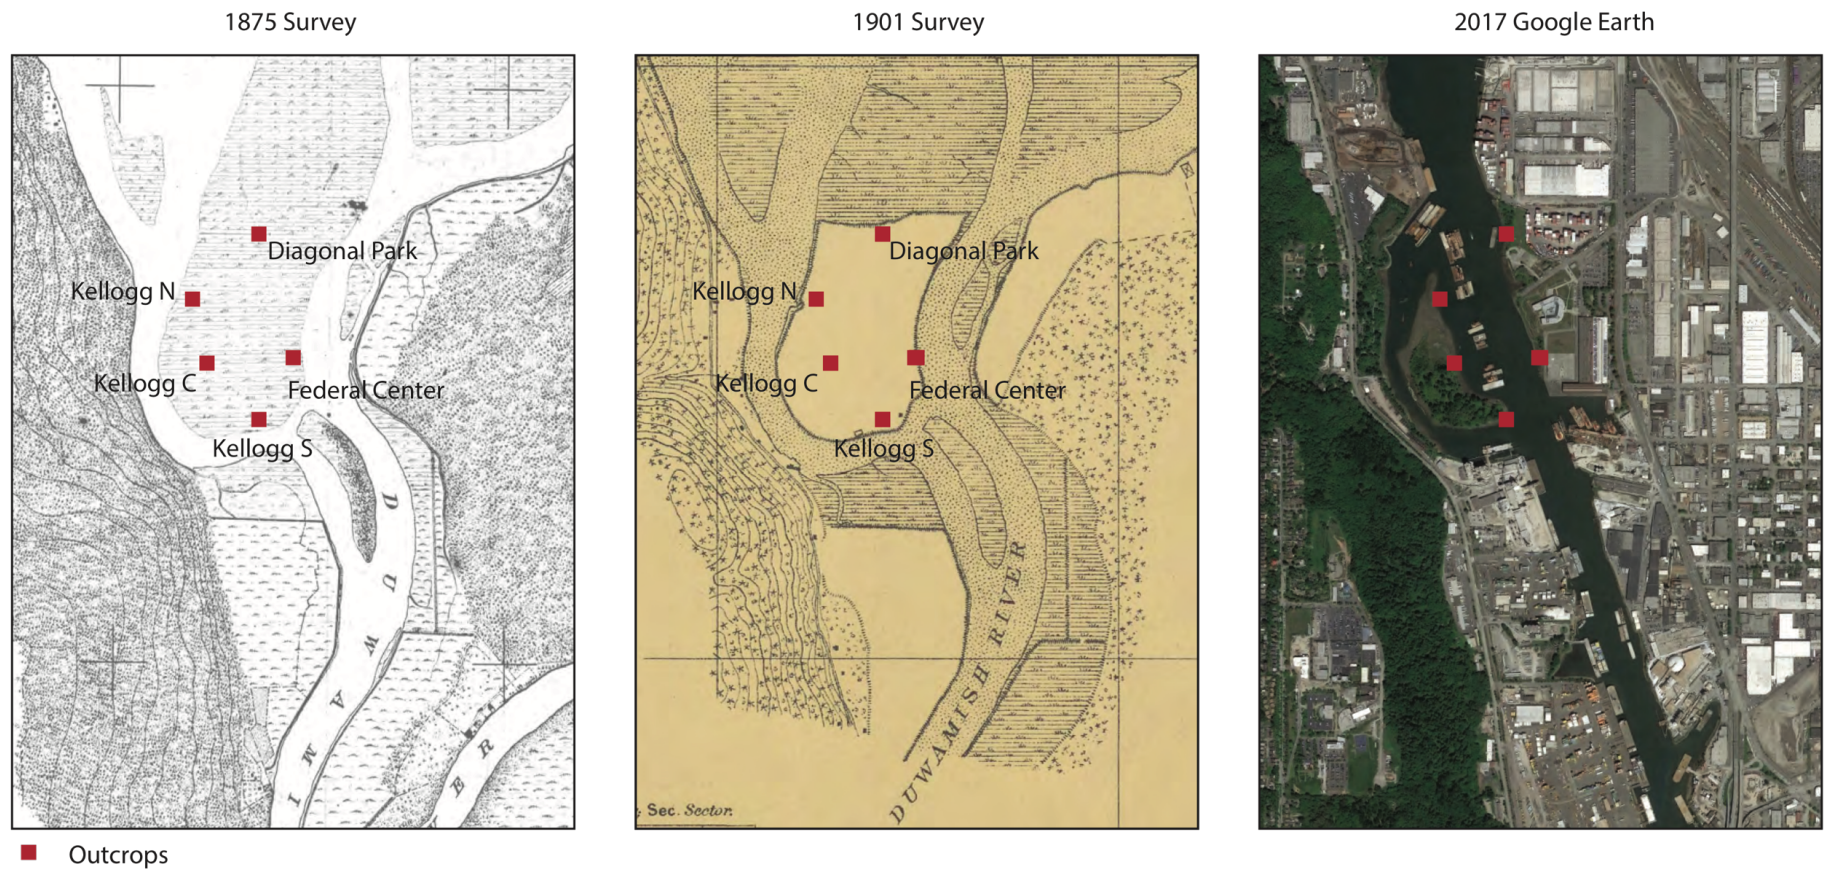 1875 Survey
1901 Survey
2017 Google Earth
Diagonal Park
Kellogg N
Kellogg C
Federal Center
Kellogg S
D U W A M I
E R
Diagonal Park
Kellogg N
Kellogg C
Federal Center
Kellogg S
DUWAMISH RIVER
Sec. Sector.
Outcrops